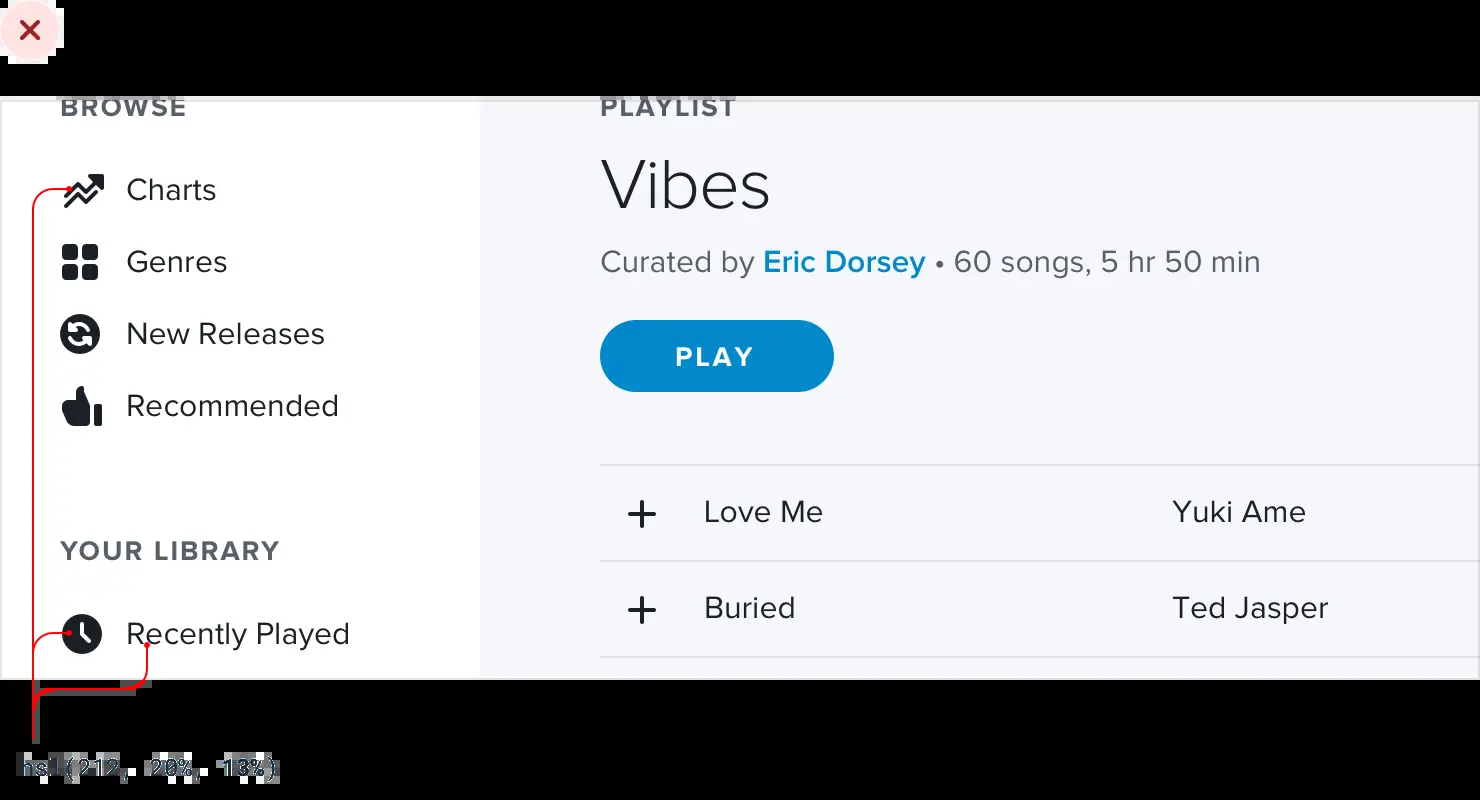 BROWSE
Charts
Genres
New Releases
Recommended
YOUR LIBRARY
Recently Played
PLAYLIST
Vibes
Curated by Eric Dorsey • 60 songs, 5 hr 50 min
PLAY
Love Me Yuki Ame
Buried Ted Jasper
hsl(212, 20%, 13%)